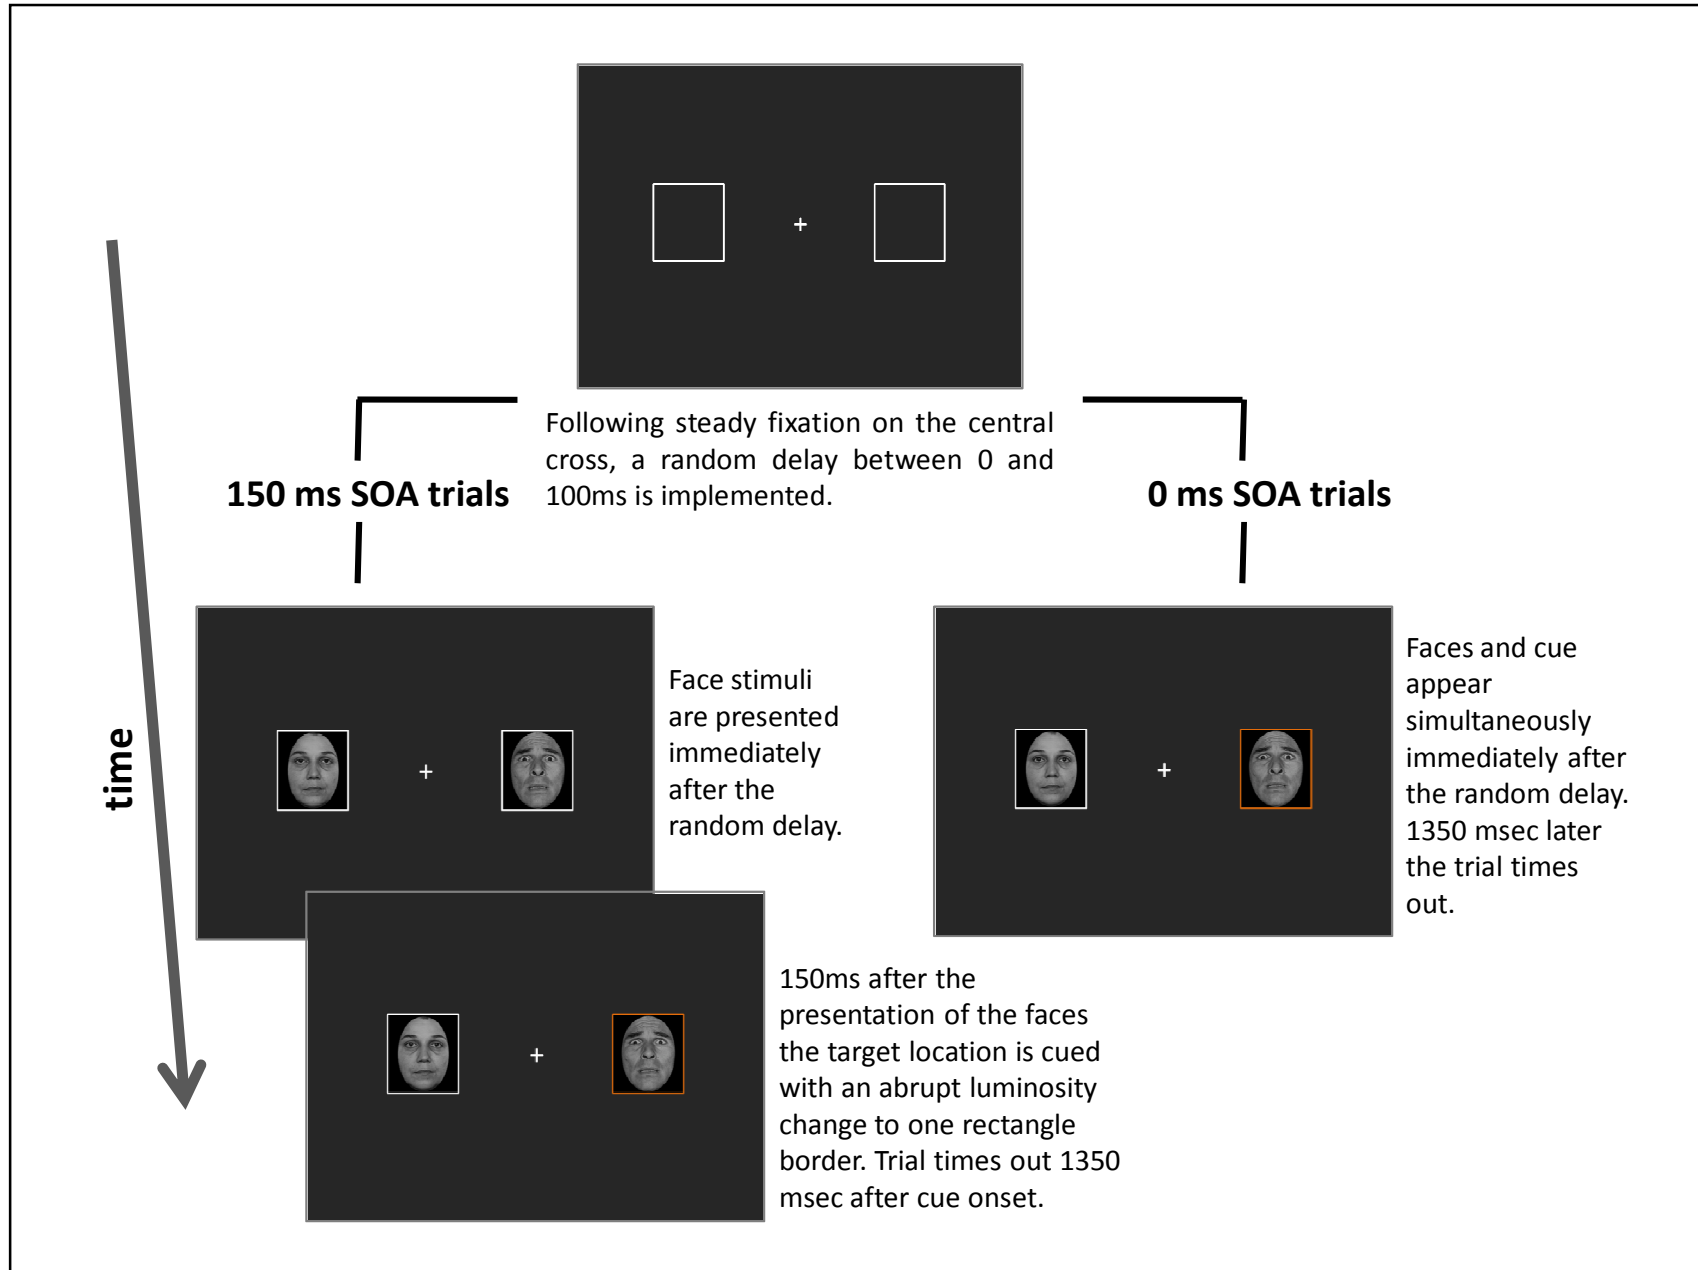 Following steady fixation on the central
cross, a random delay between 0 and
100ms is implemented.
150 ms SOA trials
0 ms SOA trials
time
Face stimuli
are presented
immediately
after the
random delay.
Faces and cue
appear
simultaneously
immediately after
the random delay.
1350 msec later
the trial times
out.
150ms after the
presentation of the faces
the target location is cued
with an abrupt luminosity
change to one rectangle
border. Trial times out 1350
msec after cue onset.